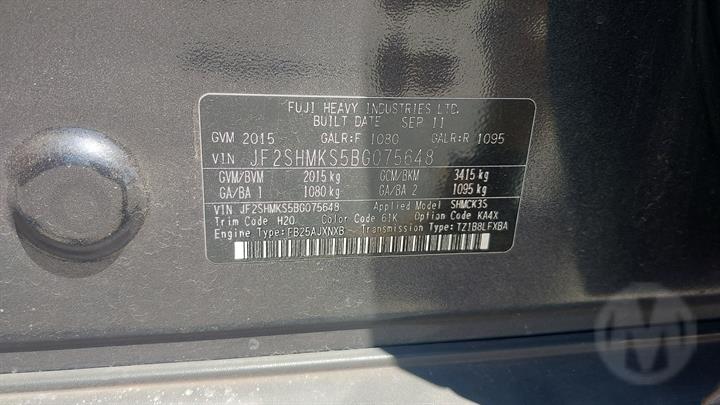 FUJI HEAVY INDUSTRIES LTD.
BUILT DATE SEP 11
GVM 2015 GALR:F 1080 GALR:R 1095
VIN JF2SHMKS5BG075648
GVM/BVM 2015 kg GCM/BKM 3415 kg
GA/BA 1 1080 kg GA/BA 2 1095 kg
VIN JF2SHMKS5BG075648 Applied Model SHMCK3S
Trim Code H20 Color Code 61K Option Code KA4X
Engine Type:FB25AJXNXB- Transmission Type:TZ1B8LFXBA
M